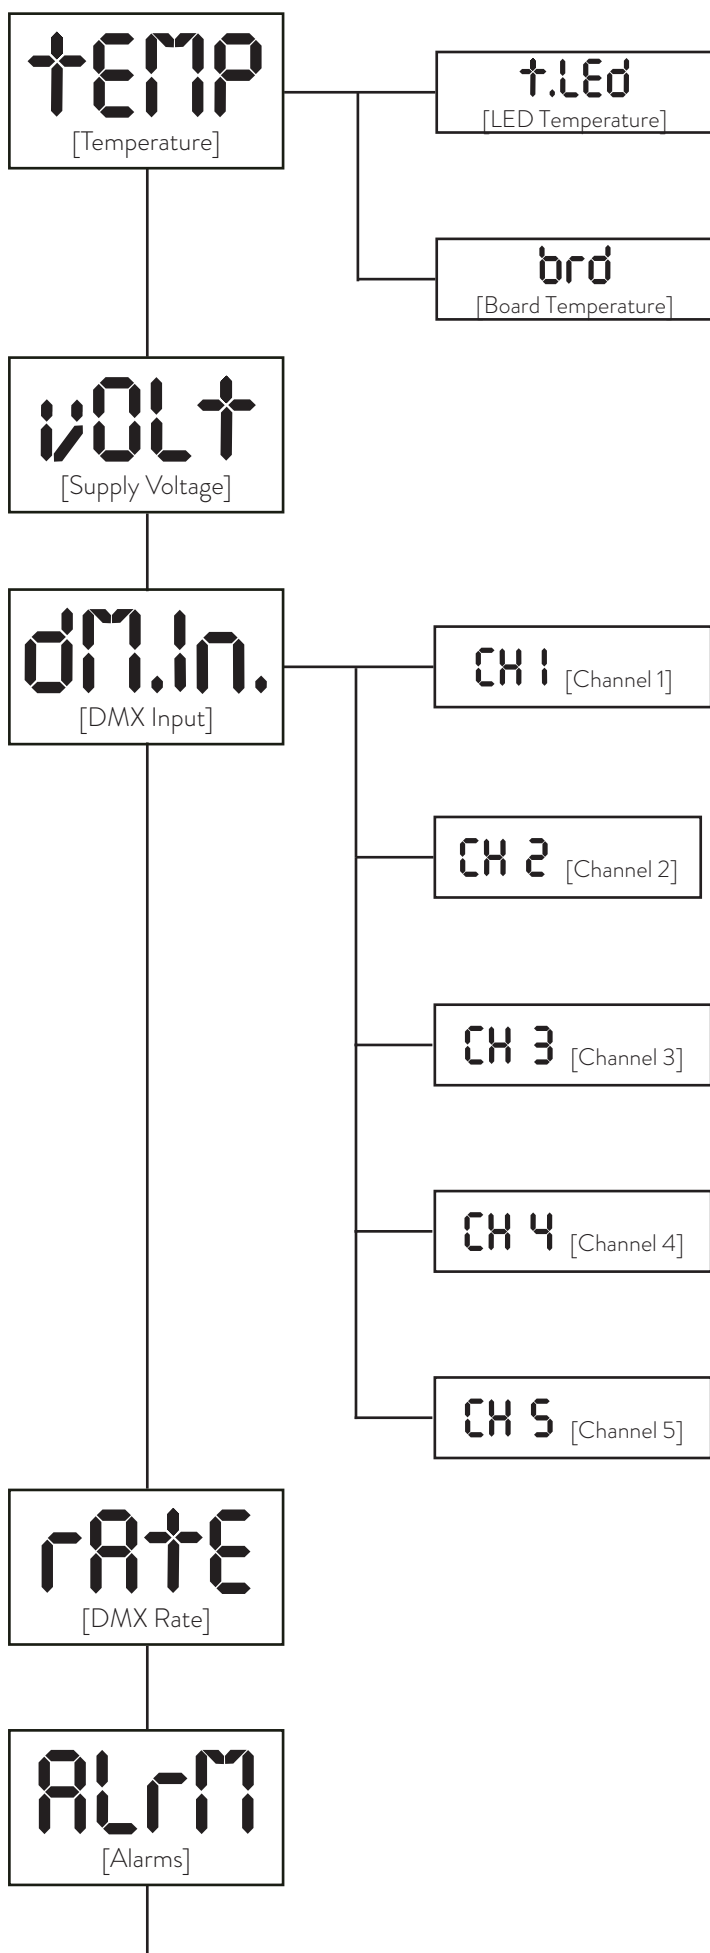 tEMP
[Temperature]
t.LEd
[LED Temperature]
brd
[Board Temperature]
vOLt
[Supply Voltage]
dM.In.
[DMX Input]
CH 1 [Channel 1]
CH 2 [Channel 2]
CH 3 [Channel 3]
CH 4 [Channel 4]
CH 5 [Channel 5]
rAtE
[DMX Rate]
ALrM
[Alarms]